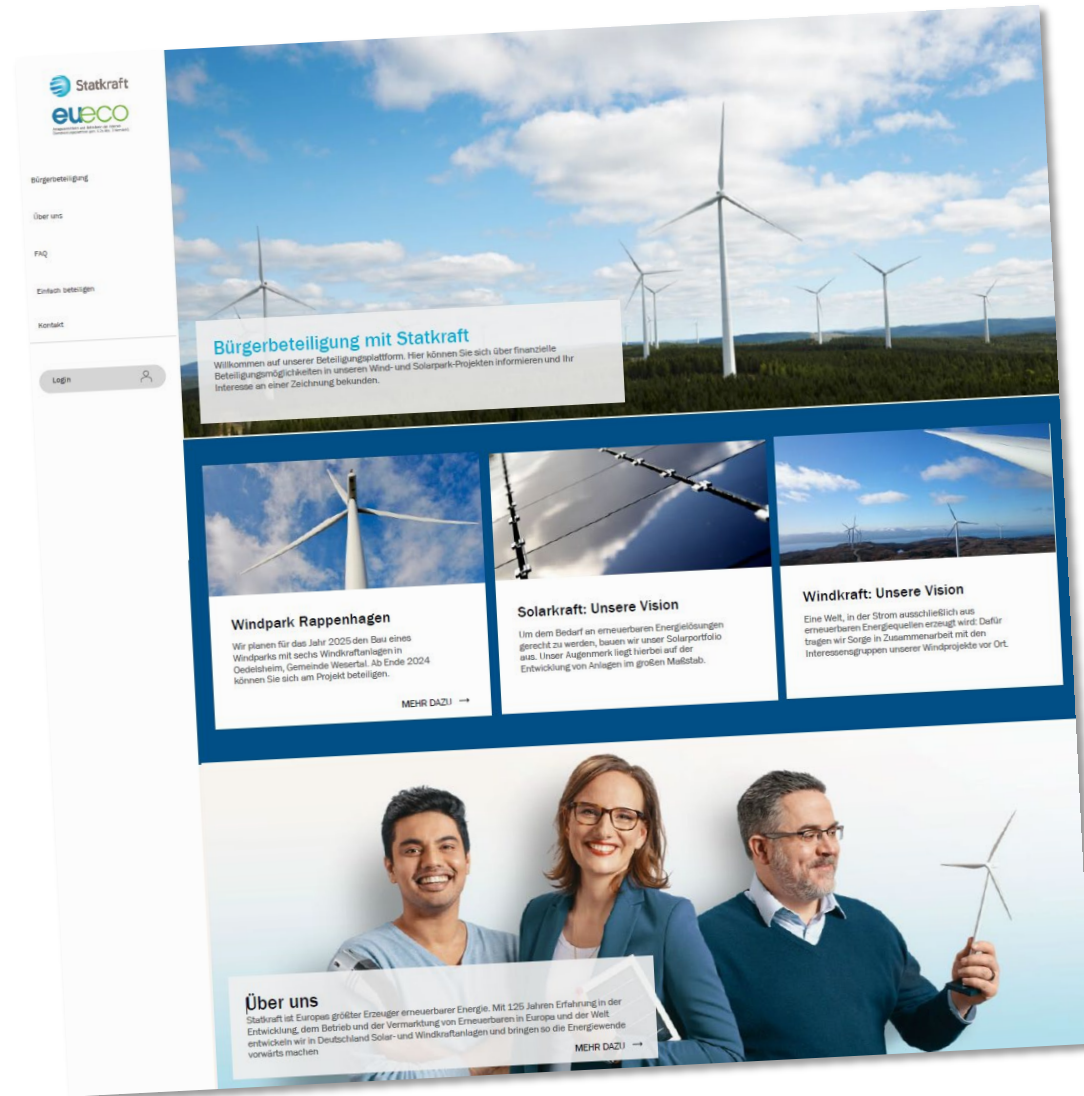 Statkraft
eueco
Bürgerbeteiligung
Über uns
FAQ
Einfach beteiligen
Kontakt
Login
Bürgerbeteiligung mit Statkraft
Willkommen auf unserer Beteiligungsplattform. Hier können Sie sich über finanzielle
Beteiligungsmöglichkeiten in unseren Wind- und Solarpark-Projekten informieren und Ihr
Interesse an einer Zeichnung bekunden.
Windpark Rappenhagen
Wir planen für das Jahr 2025 den Bau eines
Windparks mit sechs Windkraftanlagen in
Oedelsheim, Gemeinde Wesertal. Ab Ende 2024
können Sie sich am Projekt beteiligen.
MEHR DAZU →
Solarkraft: Unsere Vision
Um dem Bedarf an erneuerbaren Energielösungen
gerecht zu werden, bauen wir unser Solarportfolio
aus. Unser Augenmerk liegt hierbei auf der
Entwicklung von Anlagen im großen Maßstab.
Windkraft: Unsere Vision
Eine Welt, in der Strom ausschließlich aus
erneuerbaren Energiequellen erzeugt wird: Dafür
tragen wir Sorge in Zusammenarbeit mit den
Interessensgruppen unserer Windprojekte vor Ort.
Über uns
Statkraft ist Europas größter Erzeuger erneuerbarer Energie. Mit 125 Jahren Erfahrung in der
Entwicklung, dem Betrieb und der Vermarktung von Erneuerbaren in Europa und der Welt
entwickeln wir in Deutschland Solar- und Windkraftanlagen und bringen so die Energiewende
vorwärts machen
MEHR DAZU →